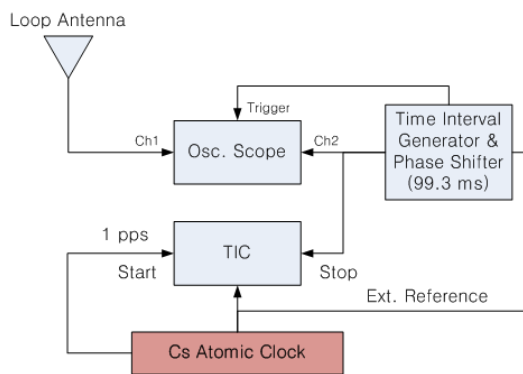 Loop Antenna
Trigger
Ch1
Osc. Scope
Ch2
Time Interval
Generator &
Phase Shifter
(99.3 ms)
1 pps
Start
TIC
Stop
Ext. Reference
Cs Atomic Clock